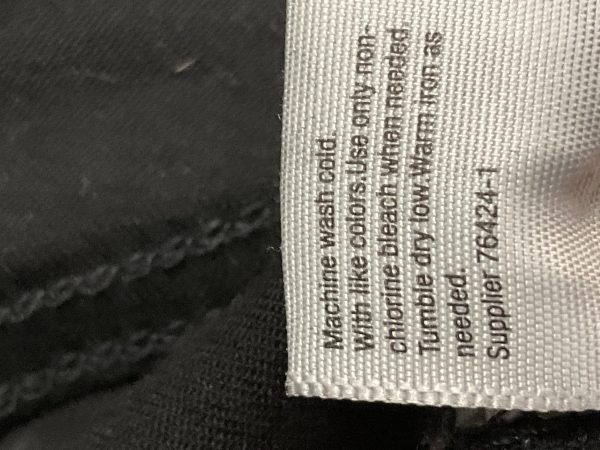 Machine wash cold.
With like colors.Use only non-
chlorine bleach when needed.
Tumble dry low.Warm iron as
needed.
Supplier 76424-1